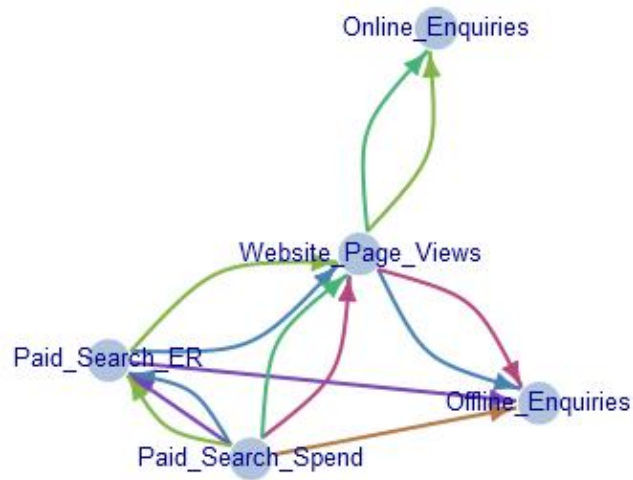 Online_Enquiries
Website_Page_Views
Paid_Search_ER
Offline_Enquiries
Paid_Search_Spend